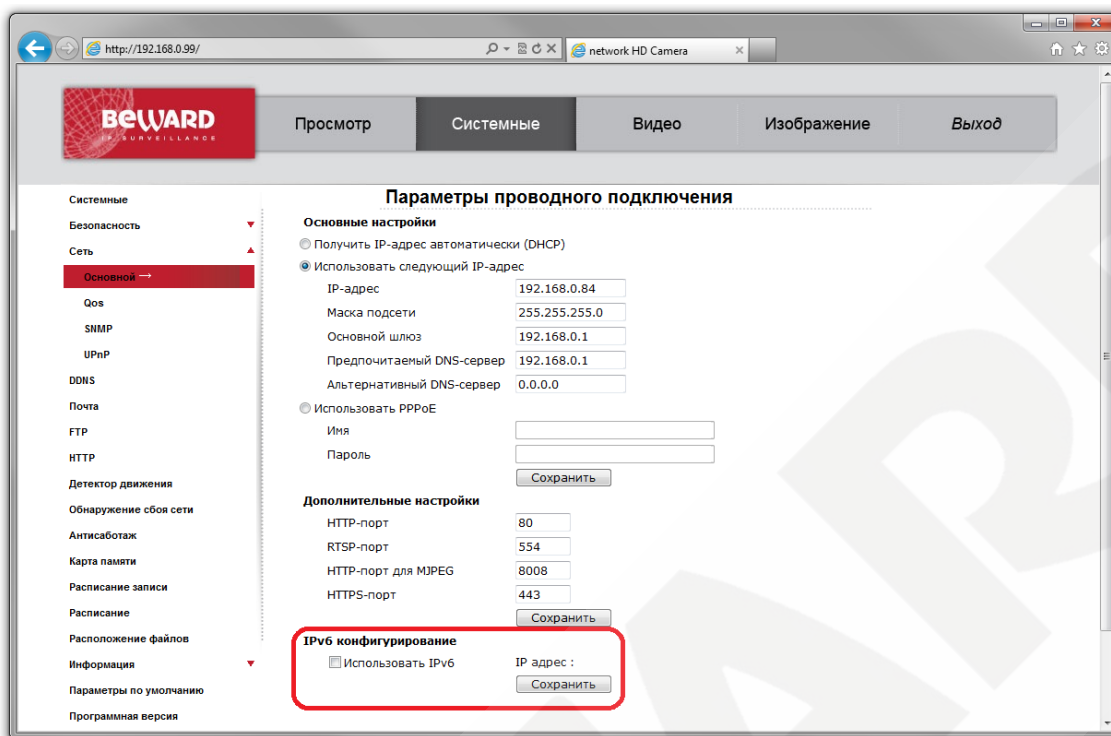 http://192.168.0.99/
network HD Camera
BEWARD
IP SURVEILLANCE
Просмотр
Системные
Видео
Изображение
Выход
Системные
Безопасность
Сеть
Основной
Qos
SNMP
UPnP
DDNS
Почта
FTP
HTTP
Детектор движения
Обнаружение сбоя сети
Антисаботаж
Карта памяти
Расписание записи
Расписание
Расположение файлов
Информация
Параметры по умолчанию
Программная версия
Параметры проводного подключения
Основные настройки
Получить IP-адрес автоматически (DHCP)
Использовать следующий IP-адрес
IP-адрес 192.168.0.84
Маска подсети 255.255.255.0
Основной шлюз 192.168.0.1
Предпочитаемый DNS-сервер 192.168.0.1
Альтернативный DNS-сервер 0.0.0.0
Использовать PPPoE
Имя
Пароль
Сохранить
Дополнительные настройки
HTTP-порт 80
RTSP-порт 554
HTTP-порт для MJPEG 8008
HTTPS-порт 443
Сохранить
IPv6 конфигурирование
Использовать IPv6 IP адрес :
Сохранить